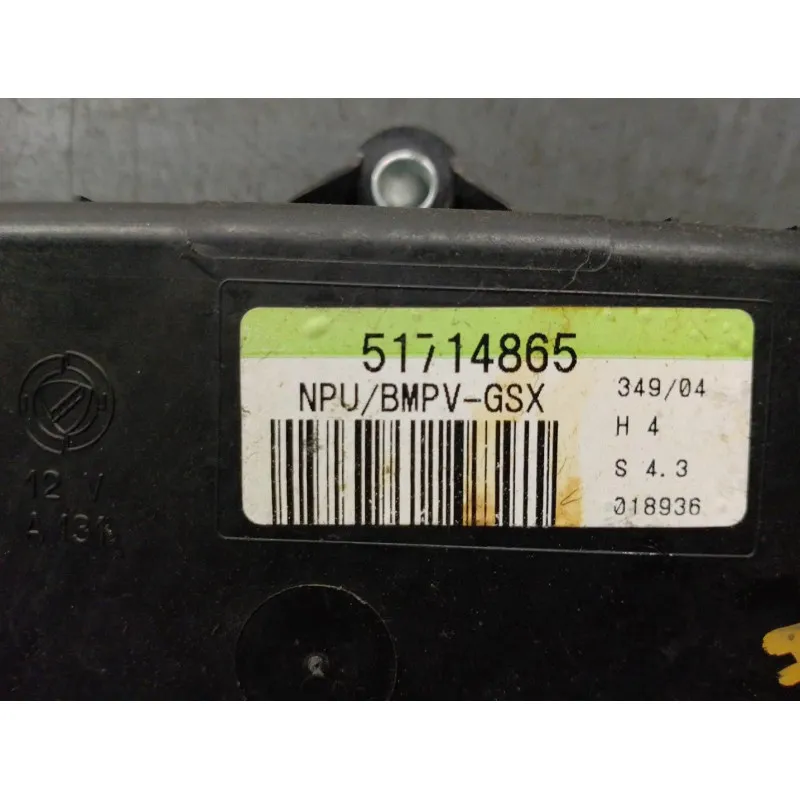 51714865
NPU/BMPV-GSX
349/04
H 4
S 4.3
018936
12 V